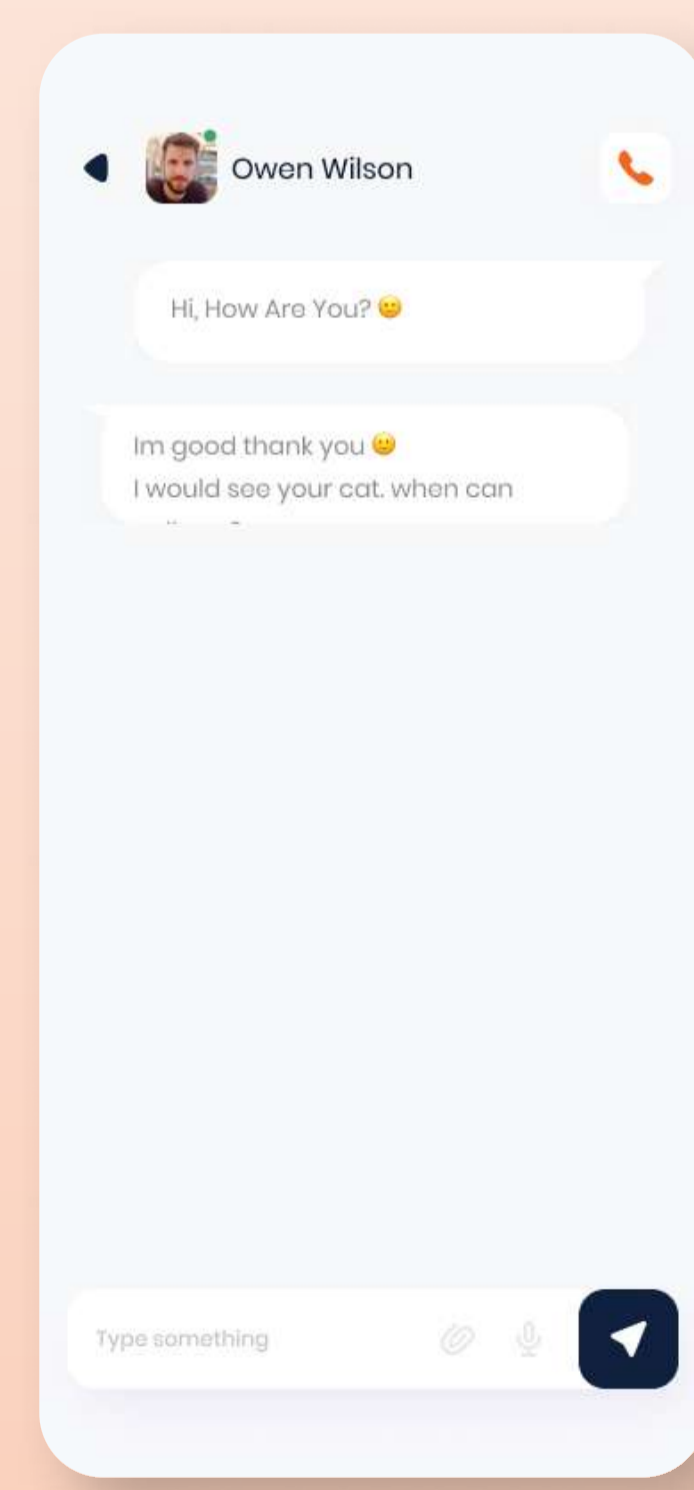 Owen Wilson
Hi, How Are You? 🙂
Im good thank you 🙂
I would see your cat. when can
Type something